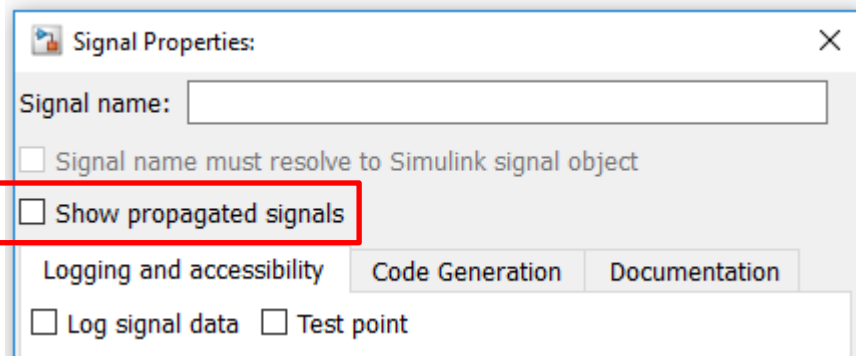 Signal Properties:
Signal name:
Signal name must resolve to Simulink signal object
Show propagated signals
Logging and accessibility Code Generation Documentation
Log signal data Test point